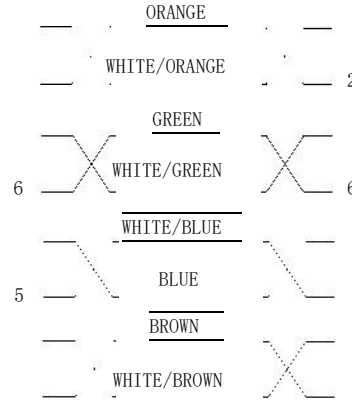 ORANGE
WHITE/ORANGE
2
GREEN
WHITE/GREEN
6 6
WHITE/BLUE
BLUE
5
BROWN
WHITE/BROWN